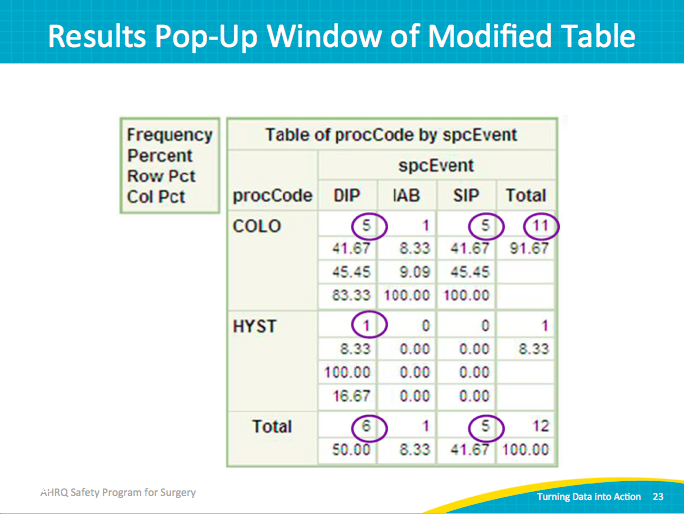 Results Pop-Up Window of Modified Table
Frequency
Percent
Row Pct
Col Pct
Table of procCode by spcEvent
spcEvent
procCode DIP IAB SIP Total
COLO 5 1 5 11
41.67 8.33 41.67 91.67
45.45 9.09 45.45
83.33 100.00 100.00
HYST 1 0 0 1
8.33 0.00 0.00 8.33
100.00 0.00 0.00
16.67 0.00 0.00
Total 6 1 5 12
50.00 8.33 41.67 100.00
AHRQ Safety Program for Surgery
Turning Data into Action 23